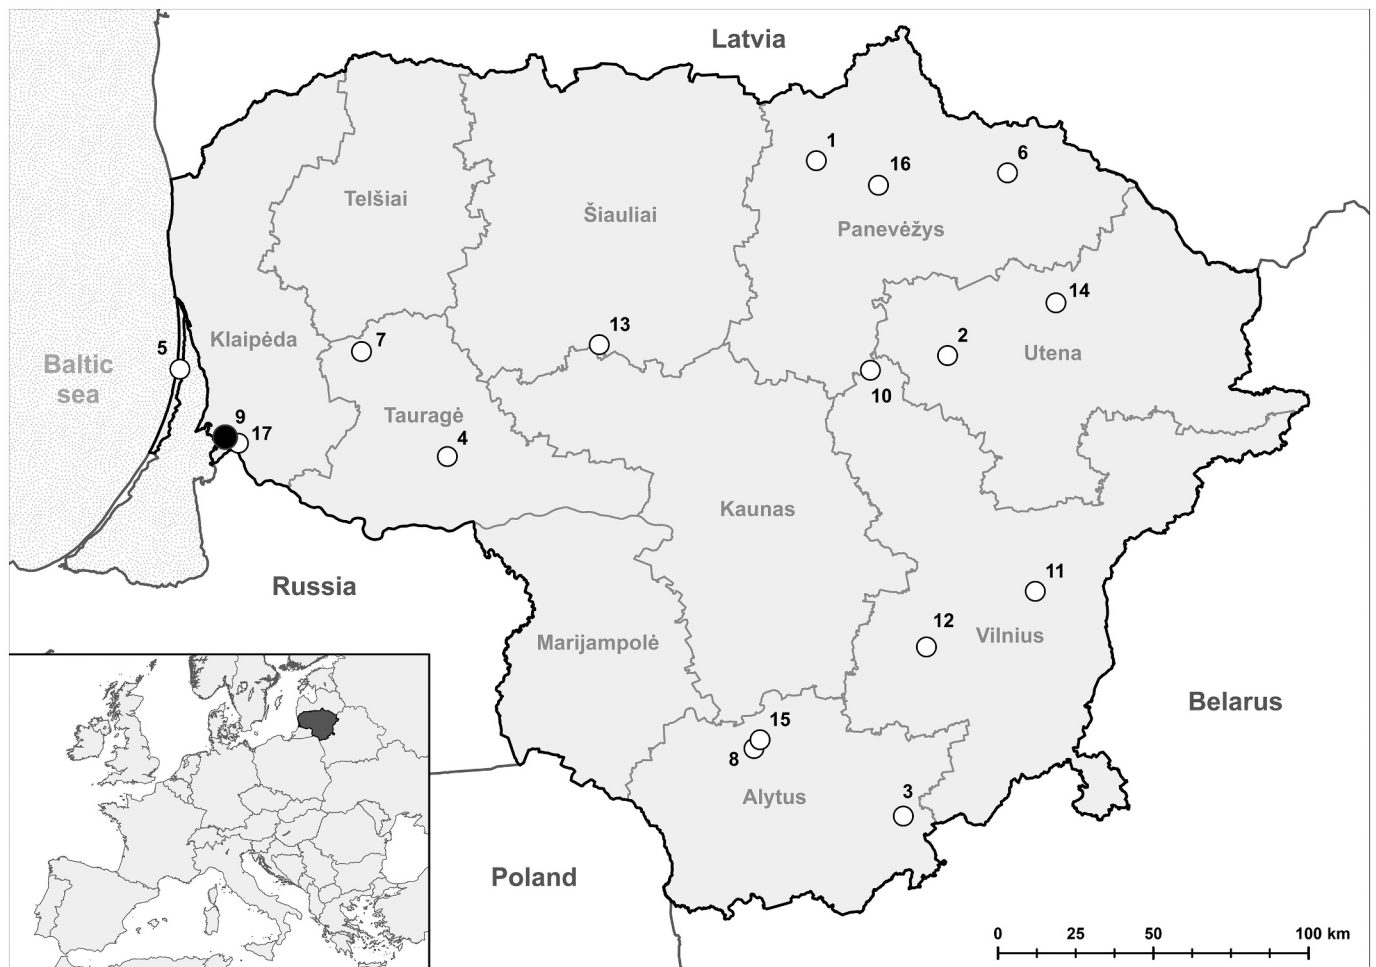 Latvia
1
16
6
Telšiai
Šiauliai
Panevėžys
14
Klaipėda
13
7
5
2
Utena
Baltic
sea
10
Tauragė
9
17
4
Kaunas
11
Russia
12
Vilnius
Marijampolė
Belarus
15
8
Alytus
3
Poland
0 25 50 100 km